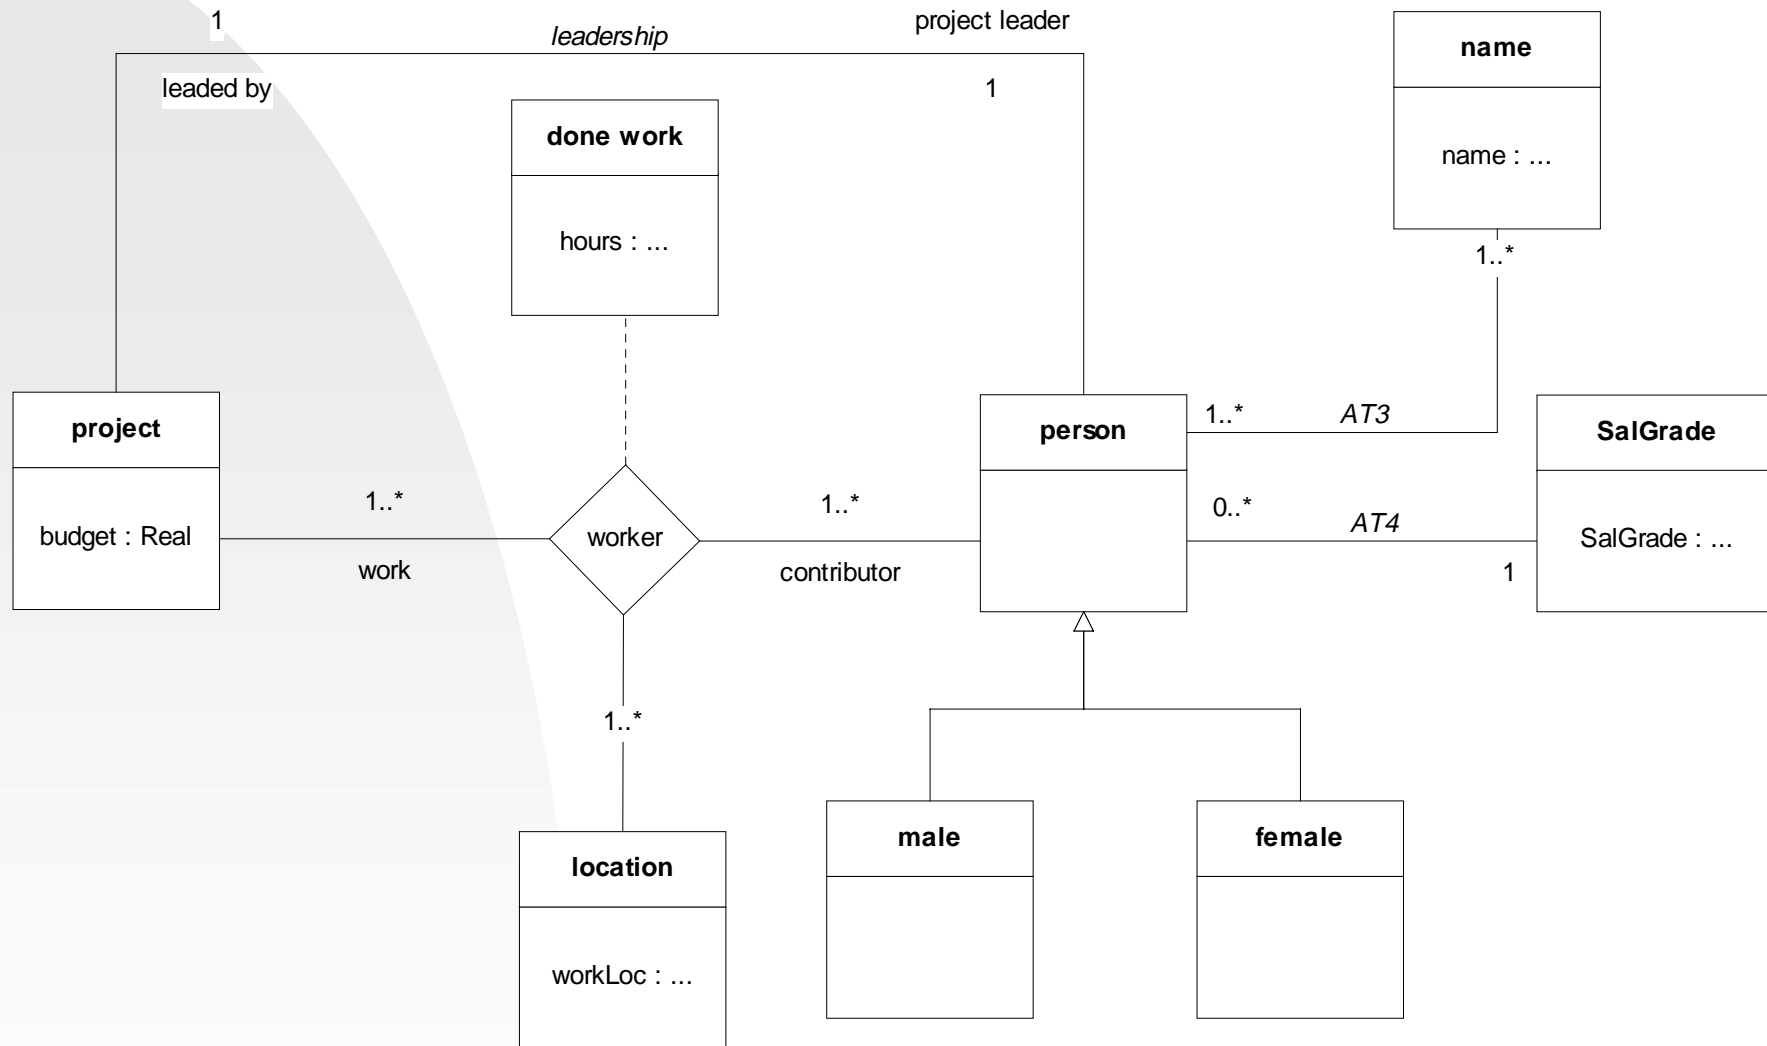 1
leadership
project leader
leaded by
1
name
name : ...
done work
hours : ...
1..*
project
budget : Real
1..*
work
worker
1..*
contributor
person
1..*
AT3
0..*
AT4
1
SalGrade
SalGrade : ...
1..*
location
workLoc : ...
male
female